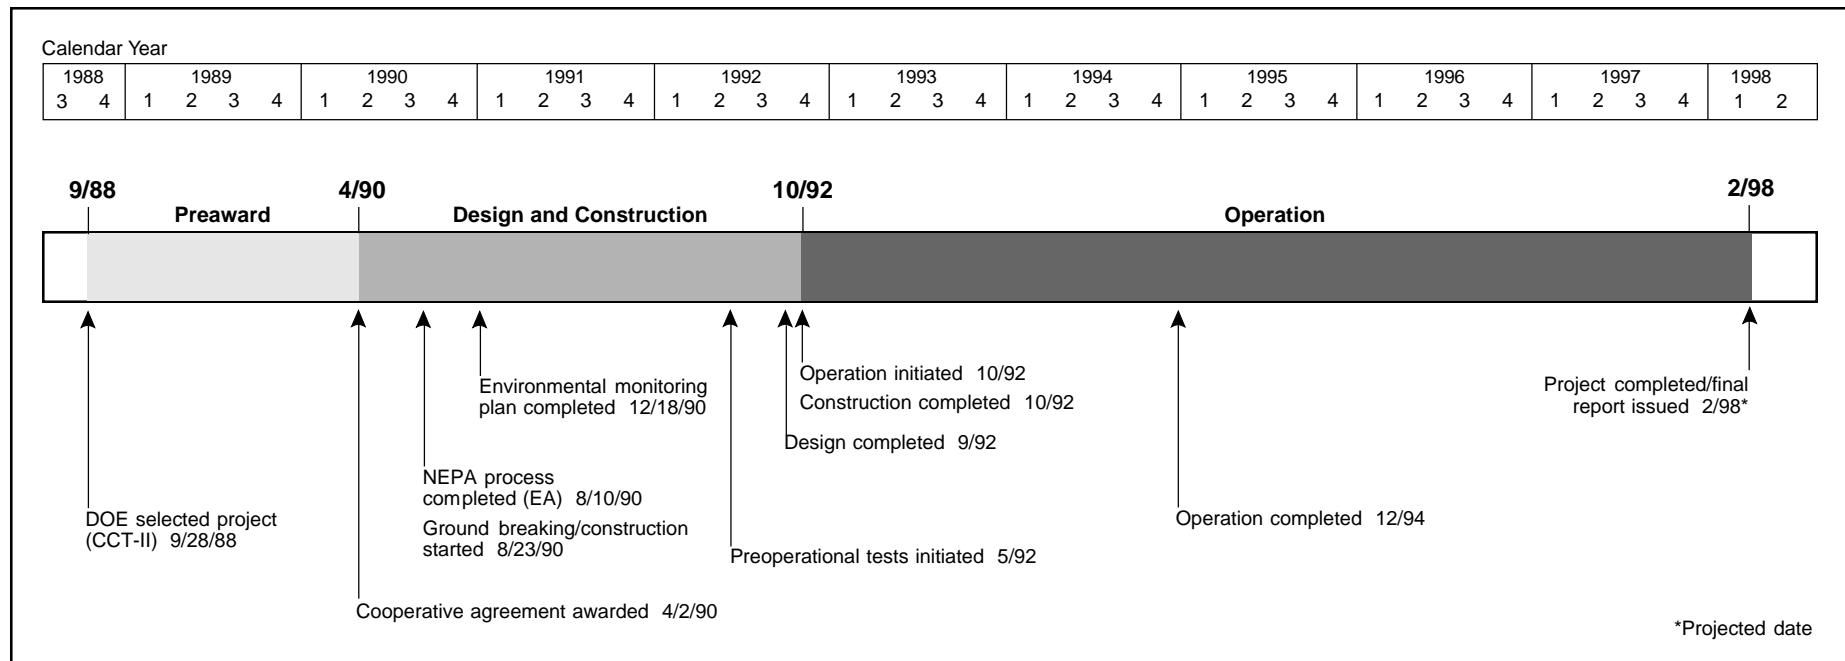 Calendar Year
1988 1989 1990 1991 1992 1993 1994 1995 1996 1997 1998
3 4 1 2 3 4 1 2 3 4 1 2 3 4 1 2 3 4 1 2 3 4 1 2 3 4 1 2 3 4 1 2 3 4 1 2 3 4 1 2
9/88 4/90 10/92 2/98
Preaward Design and Construction Operation
Environmental monitoring
plan completed 12/18/90
Operation initiated 10/92
Construction completed 10/92
Design completed 9/92
Project completed/final
report issued 2/98*
NEPA process
completed (EA) 8/10/90
Ground breaking/construction
started 8/23/90
DOE selected project
(CCT-II) 9/28/88
Operation completed 12/94
Preoperational tests initiated 5/92
Cooperative agreement awarded 4/2/90
*Projected date